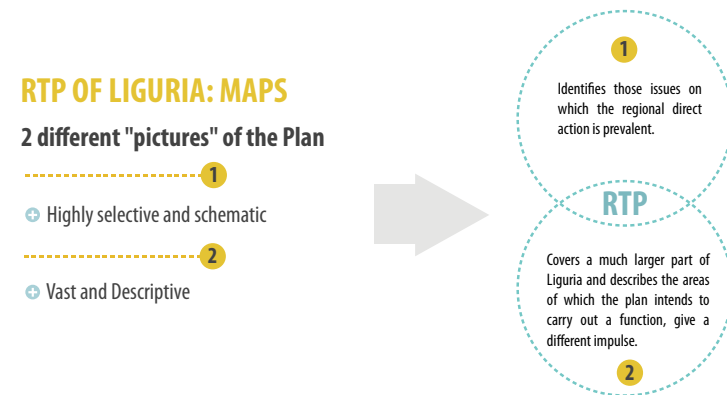 RTP OF LIGURIA: MAPS
2 different "pictures" of the Plan
1
Highly selective and schematic
2
Vast and Descriptive
1
Identifies those issues on
which the regional direct
action is prevalent.
RTP
Covers a much larger part of
Liguria and describes the areas
of which the plan intends to
carry out a function, give a
different impulse.
2